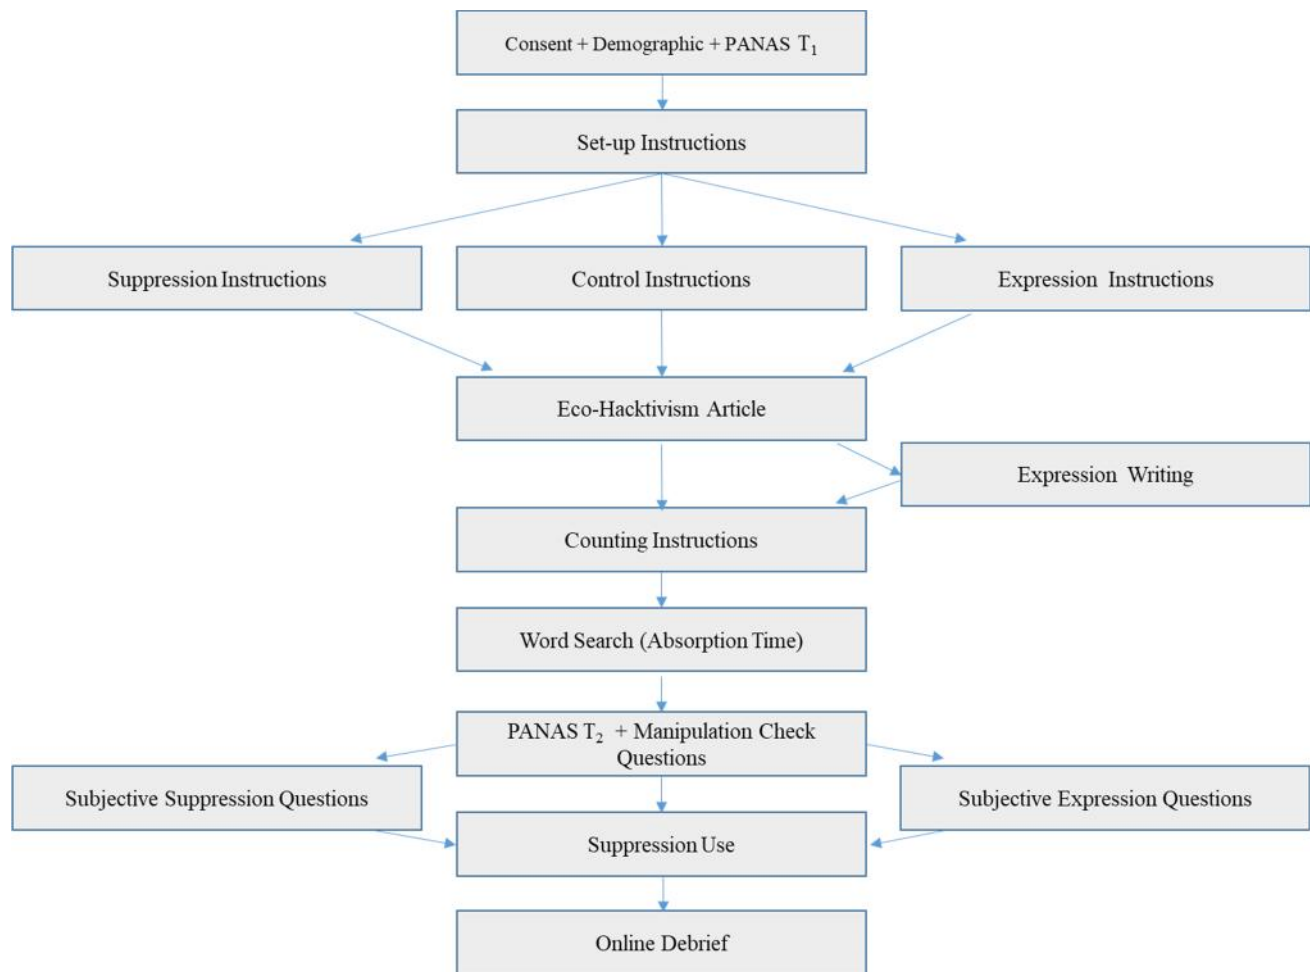 Consent + Demographic + PANAS T₁
Set-up Instructions
Suppression Instructions
Control Instructions
Expression Instructions
Eco-Hacktivism Article
Expression Writing
Counting Instructions
Word Search (Absorption Time)
PANAS T₂ + Manipulation Check
Questions
Subjective Suppression Questions
Subjective Expression Questions
Suppression Use
Online Debrief